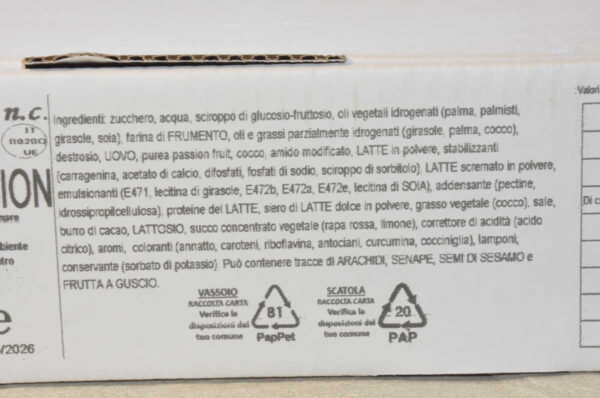 n.c.
IT
UE
ION
nare
biente
tro
e
/2026
Ingredienti: zucchero, acqua, sciroppo di glucosio-fruttosio, oli vegetali idrogenati (palma, palmisti,
girasole, soia), farina di FRUMENTO, oli e grassi parzialmente idrogenati (girasole, palma, cocco),
destrosio, UOVO, purea passion fruit, cocco, amido modificato, LATTE in polvere, stabilizzanti
(carragenina, acetato di calcio, difosfati, fosfati di sodio, sciroppo di sorbitolo), LATTE scremato in polvere,
emulsionanti (E471, lecitina di girasole, E472b, E472a, E472e, lecitina di SOIA), addensante (pectine,
idrossipropilcellulosa), proteine del LATTE, siero di LATTE dolce in polvere, grasso vegetale (cocco), sale,
burro di cacao, LATTOSIO, succo concentrato vegetale (rapa rossa, limone), correttore di acidità (acido
citrico), aromi, coloranti (annatto, caroteni, riboflavina, antociani, curcumina, cocciniglia), lamponi,
conservante (sorbato di potassio). Può contenere tracce di ARACHIDI, SENAPE, SEMI DI SESAMO e
FRUTTA A GUSCIO.
VASSOIO
RACCOLTA CARTA
Verifica le
disposizioni del
tuo comune
81
PapPet
SCATOLA
RACCOLTA CARTA
Verifica le
disposizioni del
tuo comune
20
PAP
Valori
Di c